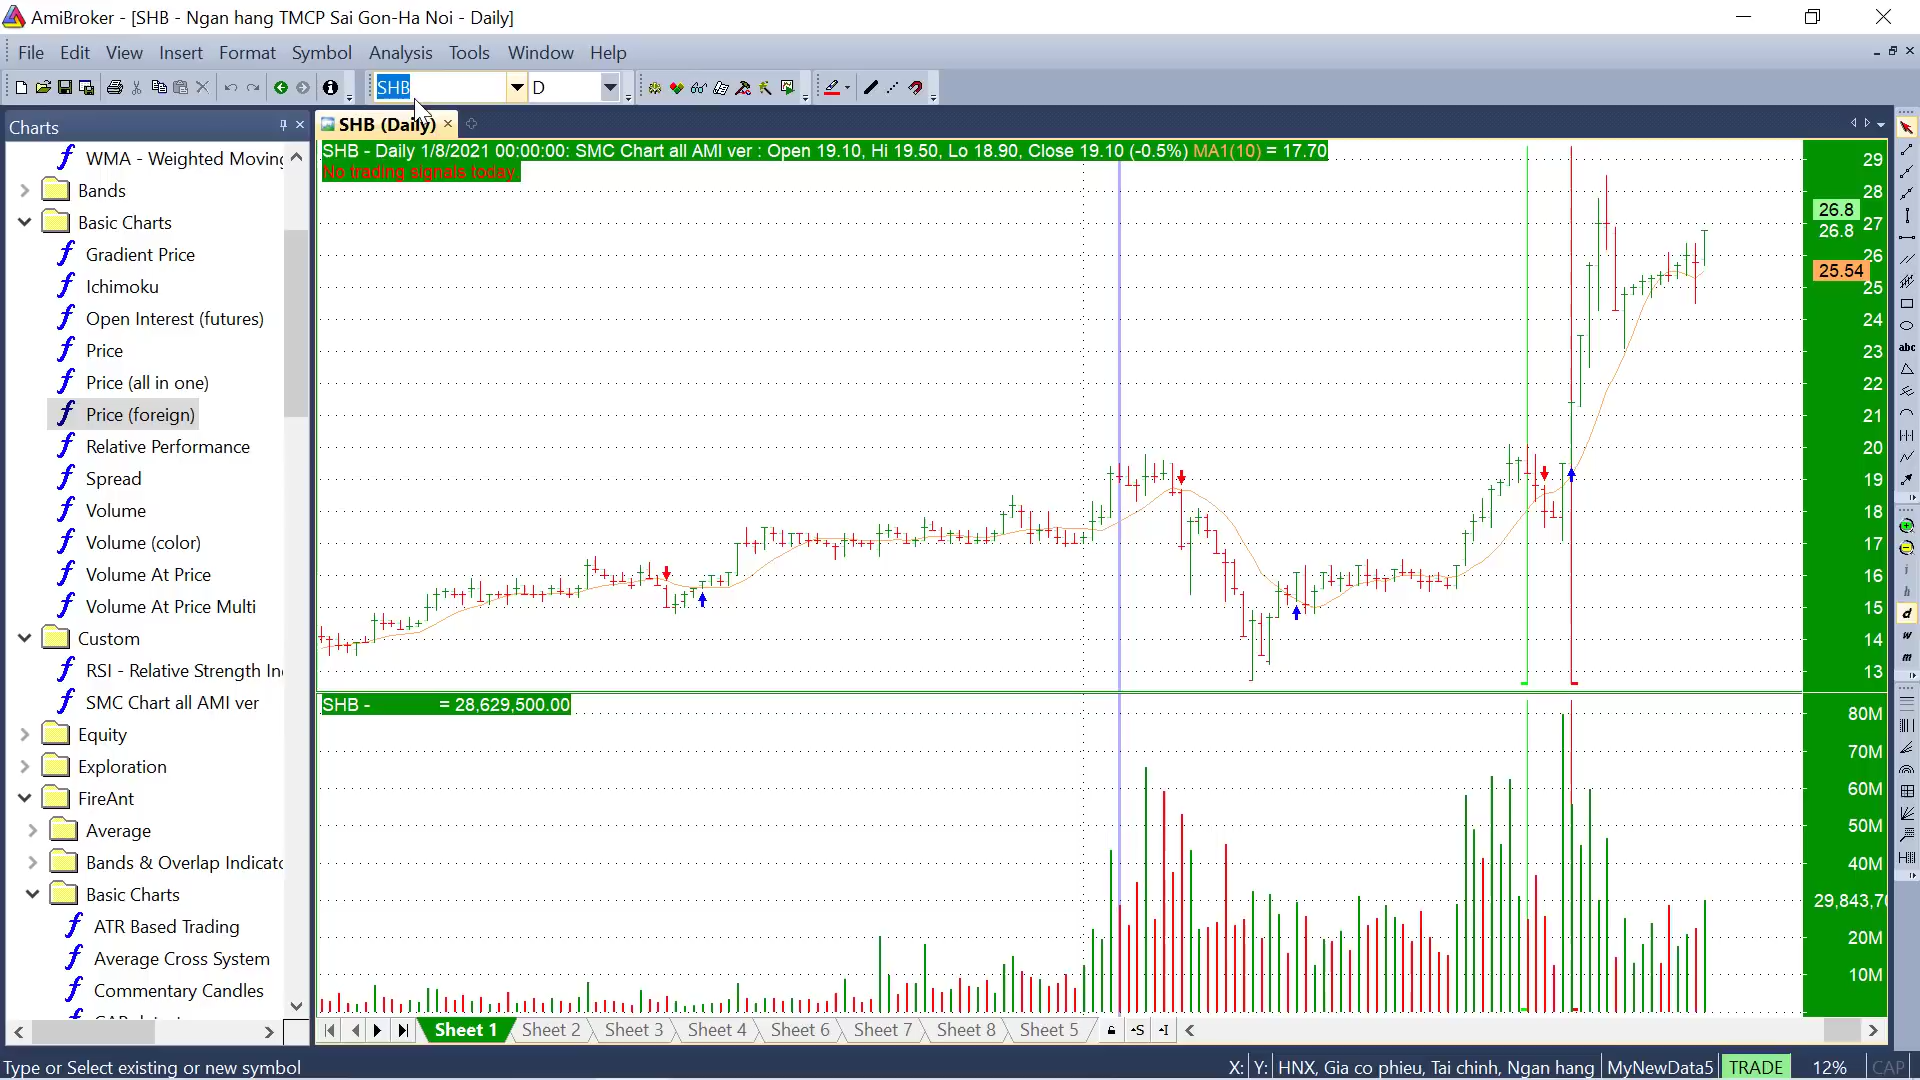 AmiBroker - [SHB - Ngan hang TMCP Sai Gon-Ha Noi - Daily]
File Edit View Insert Format Symbol Analysis Tools Window Help
SHB D
Charts
SHB (Daily)
SHB - Daily 1/8/2021 00:00:00: SMC Chart all AMI ver : Open 19.10, Hi 19.50, Lo 18.90, Close 19.10 (-0.5%) MA1(10) = 17.70
No trading signals today
WMA - Weighted Moving
Bands
Basic Charts
Gradient Price
Ichimoku
Open Interest (futures)
Price
Price (all in one)
Price (foreign)
Relative Performance
Spread
Volume
Volume (color)
Volume At Price
Volume At Price Multi
Custom
RSI - Relative Strength In
SMC Chart all AMI ver
Equity
Exploration
FireAnt
Average
Bands & Overlap Indicato
Basic Charts
ATR Based Trading
Average Cross System
Commentary Candles
29
28
26.8
27
26.8
26
25.54
25
24
23
22
21
20
19
18
17
16
15
14
13
SHB - = 28,629,500.00
80M
70M
60M
50M
40M
29,843,70
20M
10M
abc
i
h
d
w
m
Sheet 1 Sheet 2 Sheet 3 Sheet 4 Sheet 6 Sheet 7 Sheet 8 Sheet 5
Type or Select existing or new symbol X: Y: HNX, Gia co phieu, Tai chinh, Ngan hang MyNewData5 TRADE 12% CAP